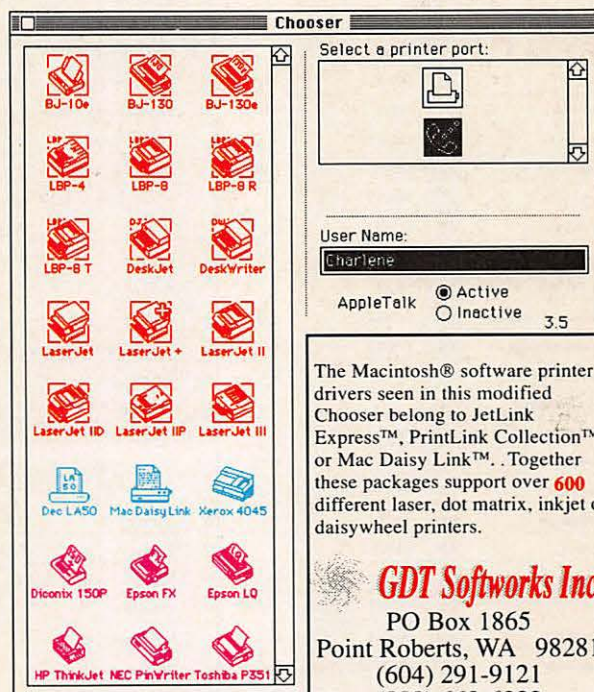 Chooser
BJ-10e BJ-130 BJ-130e
LBP-4 LBP-8 LBP-8 R
LBP-8 T DeskJet DeskWriter
LaserJet LaserJet + LaserJet II
LaserJet IID LaserJet IIP LaserJet III
Dec LA50 Mac Daisy Link Xerox 4045
Diconix 150P Epson FX Epson LQ
HP ThinkJet NEC PinWriter Toshiba P351
Select a printer port:
User Name:
Charlene
AppleTalk Active
Inactive 3.5
The Macintosh® software printer
drivers seen in this modified
Chooser belong to JetLink
Express™, PrintLink Collection™
or Mac Daisy Link™. . Together
these packages support over 600
different laser, dot matrix, inkjet
daisywheel printers.
GDT Softworks Inc
PO Box 1865
Point Roberts, WA 98281
(604) 291-9121